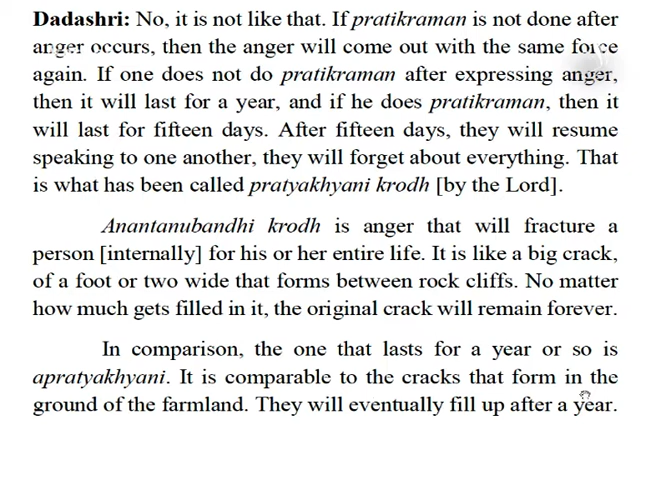 Dadashri: No, it is not like that. If pratikraman is not done after
anger occurs, then the anger will come out with the same force
again. If one does not do pratikraman after expressing anger,
then it will last for a year, and if he does pratikraman, then it
will last for fifteen days. After fifteen days, they will resume
speaking to one another, they will forget about everything. That
is what has been called pratyakhyani krodh [by the Lord].
Anantanubandhi krodh is anger that will fracture a
person [internally] for his or her entire life. It is like a big crack,
of a foot or two wide that forms between rock cliffs. No matter
how much gets filled in it, the original crack will remain forever.
In comparison, the one that lasts for a year or so is
apratyakhyani. It is comparable to the cracks that form in the
ground of the farmland. They will eventually fill up after a year.